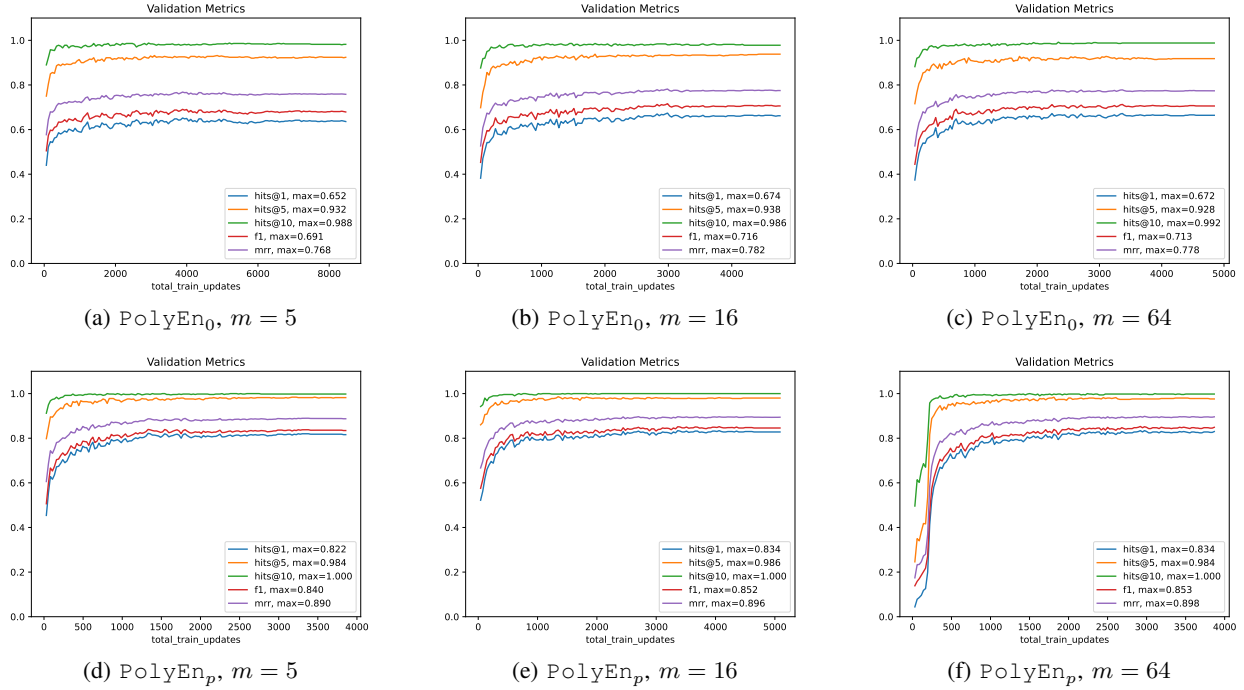 Validation Metrics
1.0
0.8
0.6
0.4
0.2
0.0
hits@1, max=0.652
hits@5, max=0.932
hits@10, max=0.988
f1, max=0.691
mrr, max=0.768
0 2000 4000 6000 8000
total_train_updates
(a) PolyEn0, m = 5
Validation Metrics
1.0
0.8
0.6
0.4
0.2
0.0
hits@1, max=0.674
hits@5, max=0.938
hits@10, max=0.986
f1, max=0.716
mrr, max=0.782
0 1000 2000 3000 4000
total_train_updates
(b) PolyEn0, m = 16
Validation Metrics
1.0
0.8
0.6
0.4
0.2
0.0
hits@1, max=0.672
hits@5, max=0.928
hits@10, max=0.992
f1, max=0.713
mrr, max=0.778
0 1000 2000 3000 4000 5000
total_train_updates
(c) PolyEn0, m = 64
Validation Metrics
1.0
0.8
0.6
0.4
0.2
0.0
hits@1, max=0.822
hits@5, max=0.984
hits@10, max=1.000
f1, max=0.840
mrr, max=0.890
0 500 1000 1500 2000 2500 3000 3500 4000
total_train_updates
(d) PolyEnp, m = 5
Validation Metrics
1.0
0.8
0.6
0.4
0.2
0.0
hits@1, max=0.834
hits@5, max=0.986
hits@10, max=1.000
f1, max=0.852
mrr, max=0.896
0 1000 2000 3000 4000 5000
total_train_updates
(e) PolyEnp, m = 16
Validation Metrics
1.0
0.8
0.6
0.4
0.2
0.0
hits@1, max=0.834
hits@5, max=0.984
hits@10, max=1.000
f1, max=0.853
mrr, max=0.898
0 500 1000 1500 2000 2500 3000 3500 4000
total_train_updates
(f) PolyEnp, m = 64